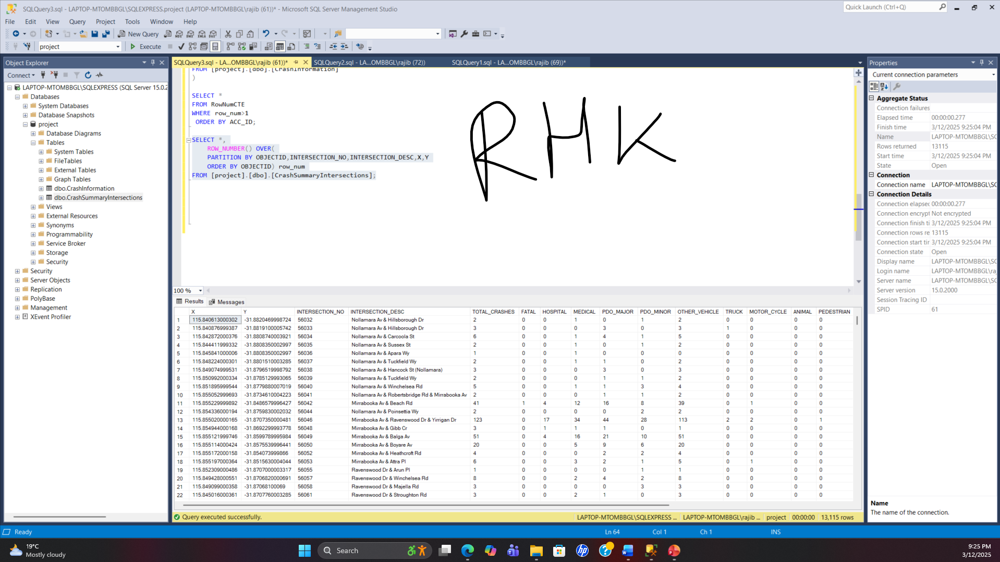 SQLQuery3.sql - LAPTOP-MTOMBBGL\SQLEXPRESS.project (LAPTOP-MTOMBBGL\rajib (61))* - Microsoft SQL Server Management Studio
Quick Launch (Ctrl+Q)
File Edit View Query Project Tools Window Help
New Query
project Execute
Object Explorer
Connect
LAPTOP-MTOMBBGL\SQLEXPRESS (SQL Server 15.0.2
Databases
System Databases
Database Snapshots
project
Database Diagrams
Tables
System Tables
FileTables
External Tables
Graph Tables
dbo.CrashInformation
dbo.CrashSummaryIntersections
Views
External Resources
Synonyms
Programmability
Service Broker
Storage
Security
Security
Server Objects
Replication
PolyBase
Management
XEvent Profiler
SQLQuery3.sql - LA...OMBBGL\rajib (61))* SQLQuery2.sql - LA...OMBBGL\rajib (72)) SQLQuery1.sql - LA...OMBBGL\rajib (69))*
FROM [project].[dbo].[CrashInformation]
)
SELECT *
FROM RowNumCTE
WHERE row_num>1
ORDER BY ACC_ID;
SELECT *,
ROW_NUMBER() OVER(
PARTITION BY OBJECTID,INTERSECTION_NO,INTERSECTION_DESC,X,Y
ORDER BY OBJECTID) row_num
FROM [project].[dbo].[CrashSummaryIntersections];
RHK
100 %
Results Messages
X Y INTERSECTION_NO INTERSECTION_DESC TOTAL_CRASHES FATAL HOSPITAL MEDICAL PDO_MAJOR PDO_MINOR OTHER_VEHICLE TRUCK MOTOR_CYCLE ANIMAL PEDESTRIAN
1 115.840613000302 -31.8820469998724 56032 Nollamara Av & Hillsborough Dr 2 0 0 1 0 1 2 0 0 0 0
2 115.840876999387 -31.8819100005742 56033 Nollamara Av & Hillsborough Dr 3 0 0 0 3 0 3 1 0 0 0
3 115.842872000376 -31.8808740003921 56034 Nollamara Av & Carcoola St 6 0 0 1 4 1 5 0 0 0 0
4 115.844411999332 -31.8808350002997 56035 Nollamara Av & Sussex St 2 0 0 1 0 1 2 0 0 0 0
5 115.845841000006 -31.8808350002997 56036 Nollamara Av & Apara Wy 1 0 0 1 0 0 0 0 0 0 0
6 115.848224000301 -31.8801510003285 56037 Nollamara Av & Tuckfield Wy 2 0 0 1 1 0 2 0 0 0 0
7 115.849074999531 -31.8796519998792 56038 Nollamara Av & Hancock St (Nollamara) 3 0 0 0 3 0 3 0 0 0 0
8 115.850992000334 -31.8785129993065 56039 Nollamara Av & Tuckfield Wy 2 0 0 0 1 1 2 0 0 0 0
9 115.851895999544 -31.8779880007019 56040 Nollamara Av & Winchelsea Rd 5 0 0 1 1 3 4 0 0 0 0
10 115.855052999693 -31.8734610004223 56041 Nollamara Av & Robertsbridge Rd & Mirrabooka Av 2 0 0 0 1 1 2 0 0 0 0
11 115.855229999892 -31.8486579996427 56042 Mirrabooka Av & Beach Rd 41 1 4 12 16 8 39 0 1 0 0
12 115.854336000194 -31.8759830002032 56044 Nollamara Av & Poinsettia Wy 2 0 0 0 0 2 2 0 0 0 0
13 115.855020000165 -31.8707350000481 56046 Mirrabooka Av & Ravenswood Dr & Yirrigan Dr 123 0 17 34 44 28 113 2 2 0 1
14 115.854944000168 -31.8692299993778 56048 Mirrabooka Av & Gibb Cr 3 0 1 1 1 0 1 0 0 0 0
15 115.855121999746 -31.8599789995984 56049 Mirrabooka Av & Balga Av 51 0 4 16 21 10 51 0 0 0 0
16 115.855114000424 -31.8575539996441 56050 Mirrabooka Av & Boyare Av 20 0 0 5 9 6 20 0 0 0 0
17 115.855172000158 -31.854073999866 56052 Mirrabooka Av & Heathcroft Rd 4 0 0 0 2 2 4 0 0 0 0
18 115.855197000364 -31.8515630004044 56053 Mirrabooka Av & Attra Pl 6 0 0 3 2 1 5 0 1 0 0
19 115.852309000486 -31.8707000003317 56055 Ravenswood Dr & Arun Pl 1 0 0 0 0 1 1 0 0 0 0
20 115.849428000551 -31.8706820000691 56057 Ravenswood Dr & Winchelsea Rd 8 0 0 2 4 2 8 0 0 0 0
21 115.849099000358 -31.87068100069 56058 Ravenswood Dr & Majella Rd 3 0 0 0 0 3 3 0 0 0 0
22 115.845016000361 -31.8707760003285 56061 Ravenswood Dr & Stroughton Rd 3 0 0 2 1 0 3 0 0 0 0
Query executed successfully. LAPTOP-MTOMBBGL\SQLEXPRESS ... LAPTOP-MTOMBBGL\rajib ... project 00:00:00 13,115 rows
Properties
Current connection parameters
Aggregate Status
Connection failures
Elapsed time 00:00:00.277
Finish time 3/12/2025 9:25:04 PM
Name LAPTOP-MTOMBBGL\SC
Rows returned 13115
Start time 3/12/2025 9:25:04 PM
State Open
Connection
Connection name LAPTOP-MTOMBBGL\SC
Connection Details
Connection elapsed 00:00:00.277
Connection encrypt Not encrypted
Connection finish ti 3/12/2025 9:25:04 PM
Connection rows re 13115
Connection start tir 3/12/2025 9:25:04 PM
Connection state Open
Display name LAPTOP-MTOMBBGL\SC
Login name LAPTOP-MTOMBBGL\ra
Server name LAPTOP-MTOMBBGL\SC
Server version 15.0.2000
Session Tracing ID
SPID 61
Name
The name of the connection.
Ready Ln 64 Col 1 Ch 1 INS
19°C
Mostly cloudy
Search
9:25 PM
3/12/2025